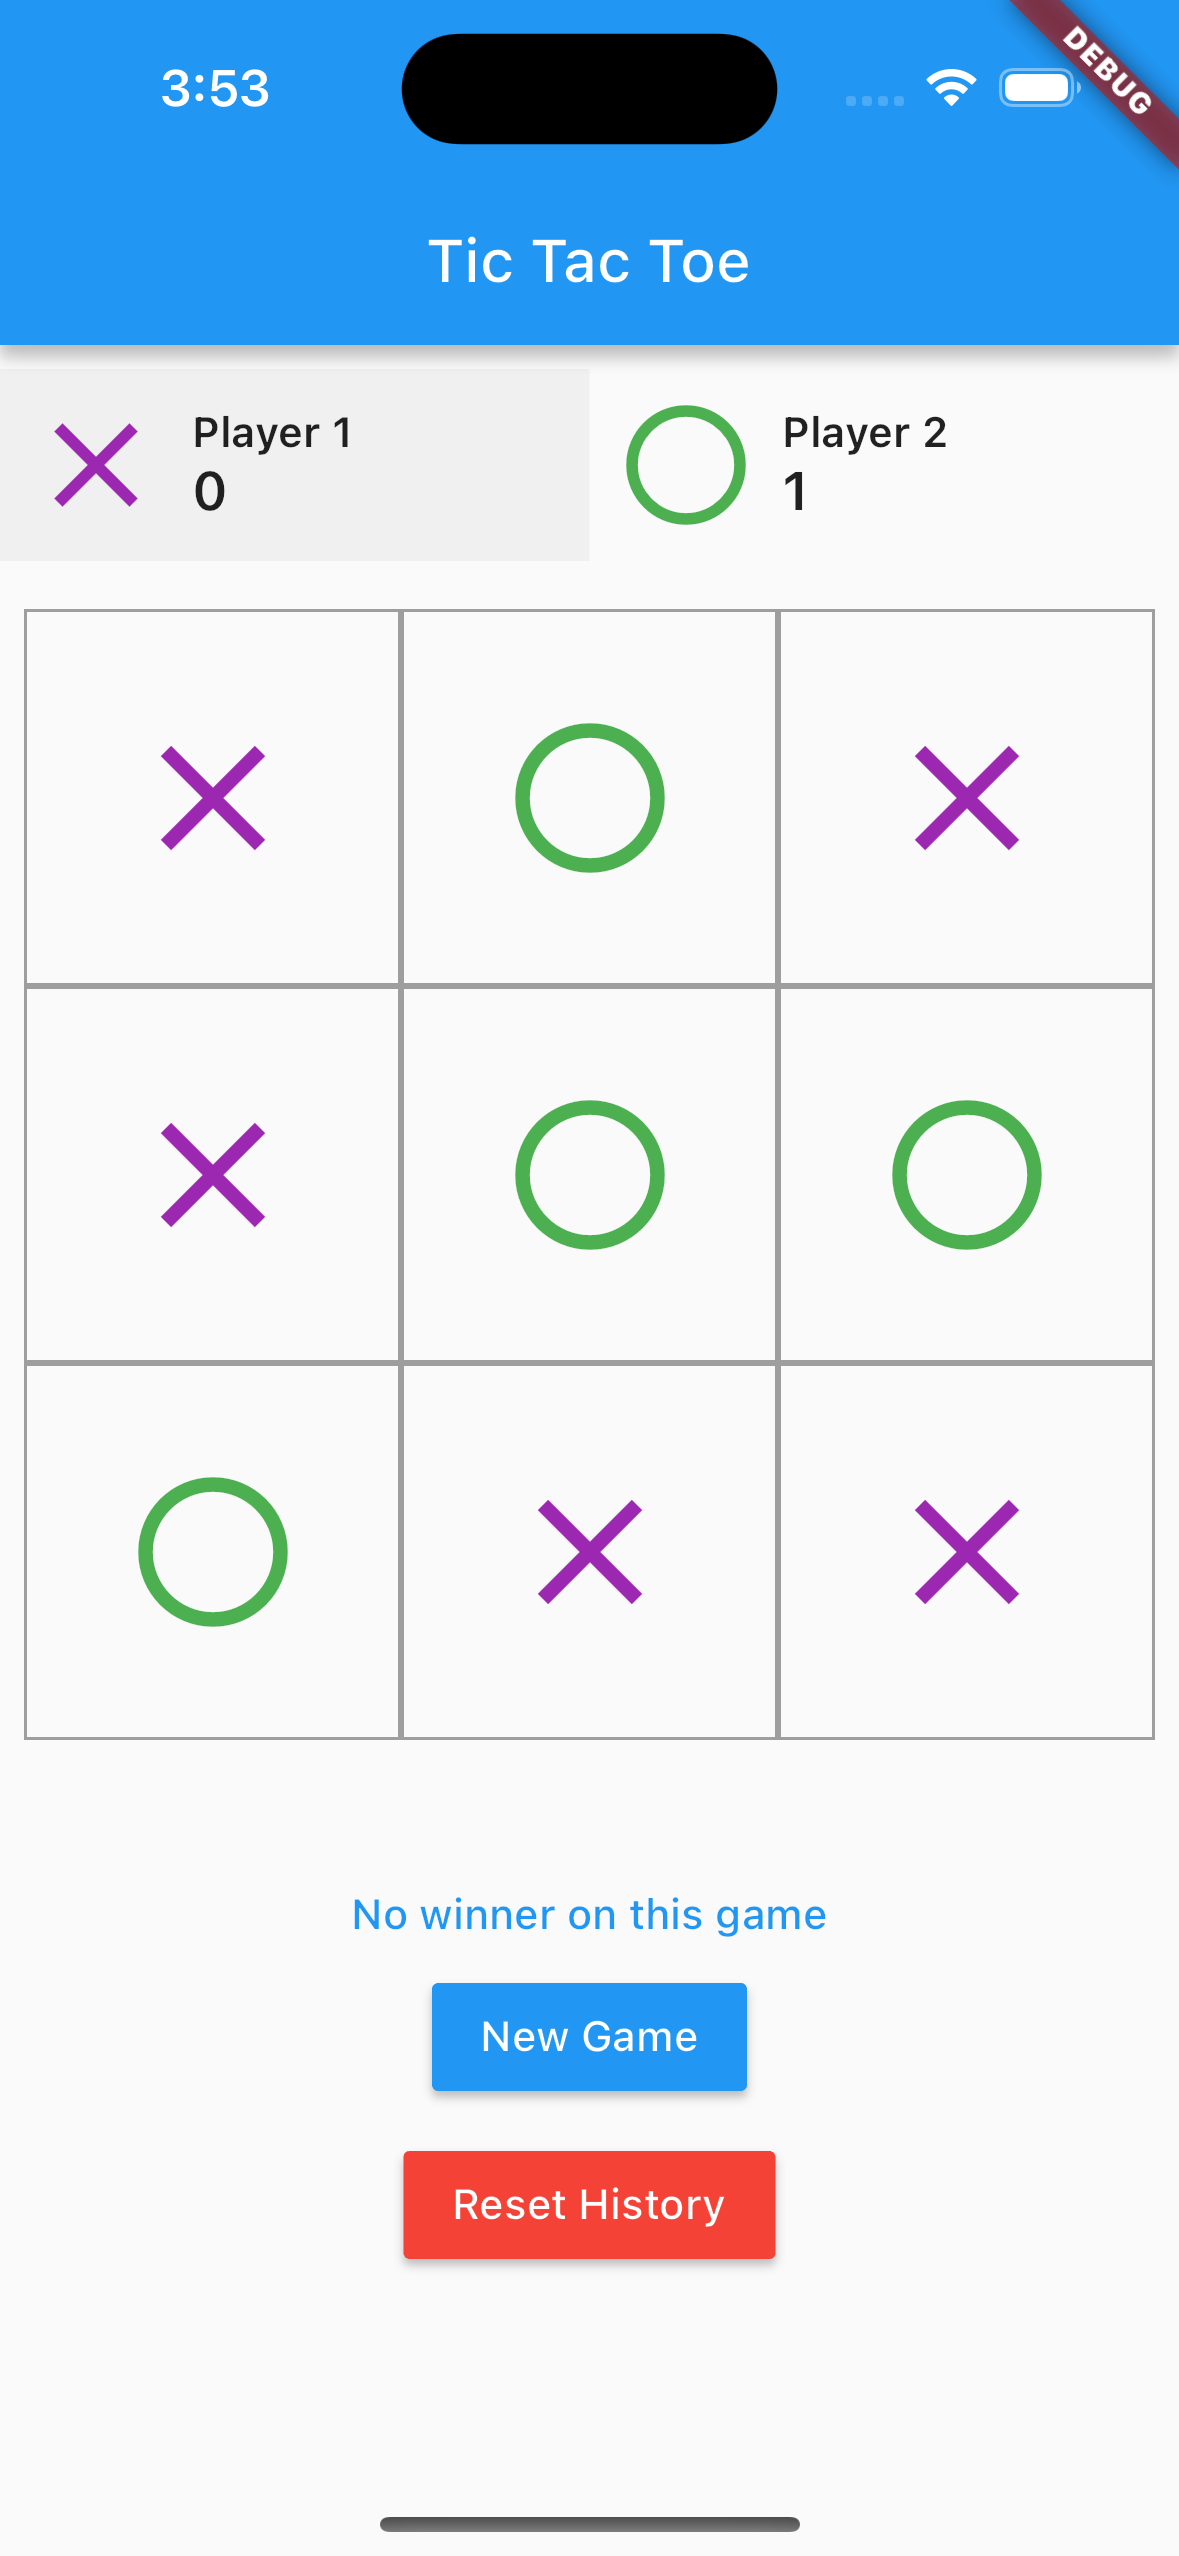 3:53
DEBUG
Tic Tac Toe
Player 1
0
Player 2
1
No winner on this game
New Game
Reset History